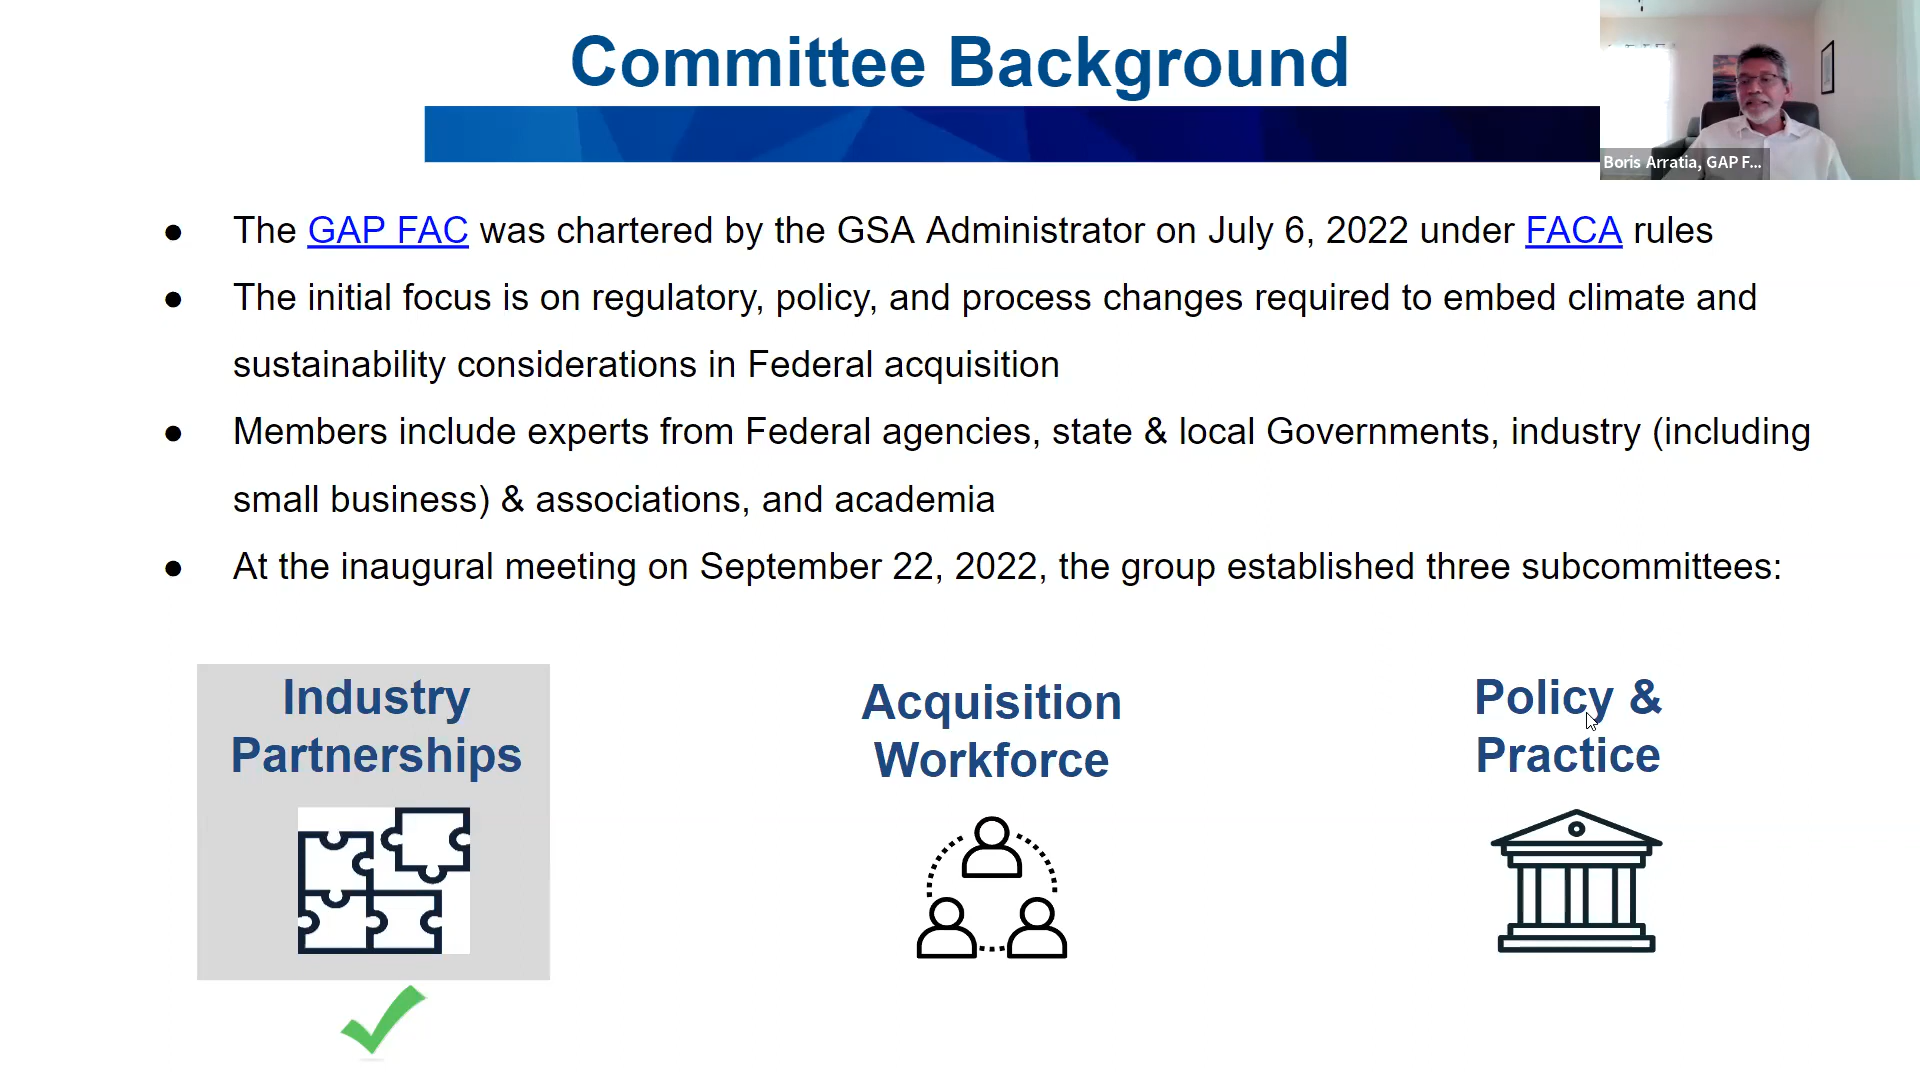 Committee Background
Boris Arratia, GAP F...
● The GAP FAC was chartered by the GSA Administrator on July 6, 2022 under FACA rules
● The initial focus is on regulatory, policy, and process changes required to embed climate and
sustainability considerations in Federal acquisition
● Members include experts from Federal agencies, state & local Governments, industry (including
small business) & associations, and academia
● At the inaugural meeting on September 22, 2022, the group established three subcommittees:
Industry
Partnerships
Acquisition
Workforce
Policy &
Practice